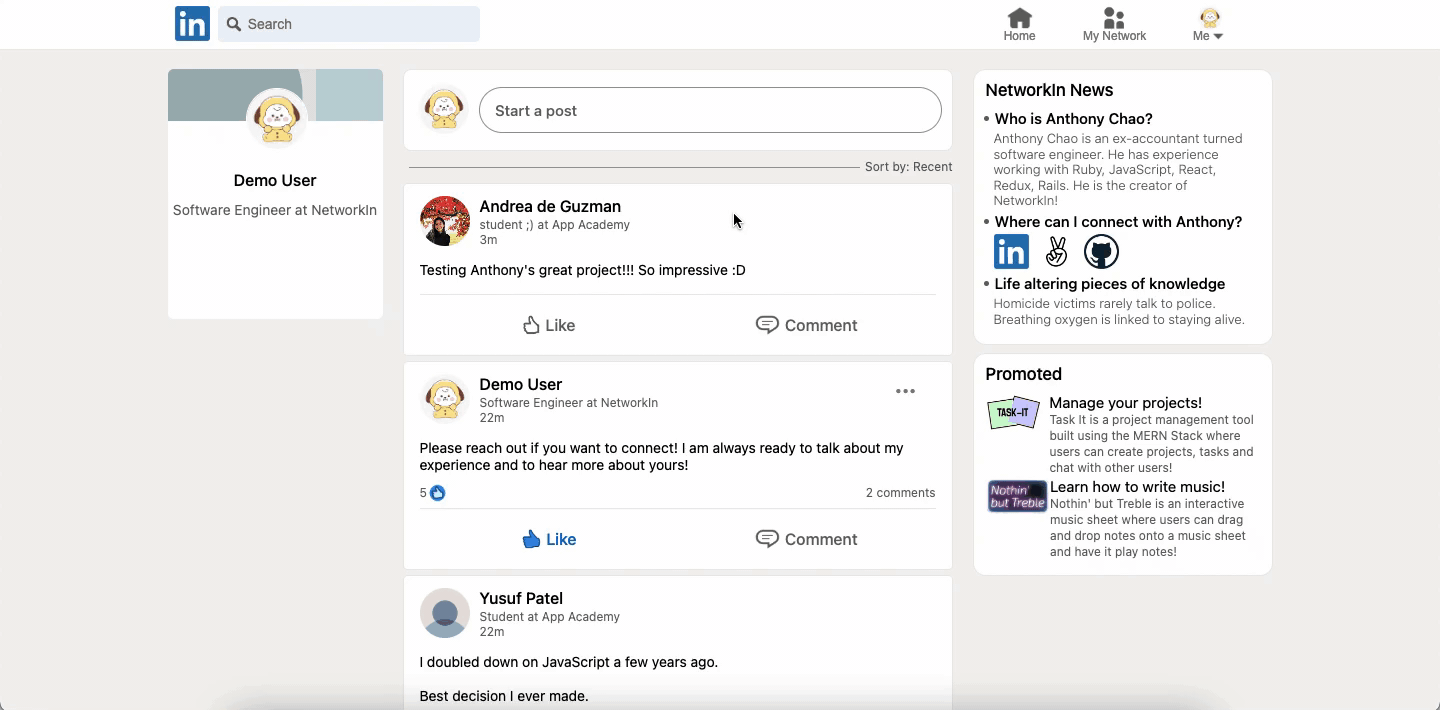 in
Search
Home
My Network
Me
Demo User
Software Engineer at NetworkIn
Start a post
Sort by: Recent
Andrea de Guzman
student ;) at App Academy
3m
Testing Anthony's great project!!! So impressive :D
Like
Comment
Demo User
Software Engineer at NetworkIn
22m
Please reach out if you want to connect! I am always ready to talk about my
experience and to hear more about yours!
5
2 comments
Like
Comment
Yusuf Patel
Student at App Academy
22m
I doubled down on JavaScript a few years ago.
Best decision I ever made.
NetworkIn News
• Who is Anthony Chao?
Anthony Chao is an ex-accountant turned
software engineer. He has experience
working with Ruby, JavaScript, React,
Redux, Rails. He is the creator of
NetworkIn!
• Where can I connect with Anthony?
in
• Life altering pieces of knowledge
Homicide victims rarely talk to police.
Breathing oxygen is linked to staying alive.
Promoted
TASK-IT
Manage your projects!
Task It is a project management tool
built using the MERN Stack where
users can create projects, tasks and
chat with other users!
Nothin'
but Treble
Learn how to write music!
Nothin' but Treble is an interactive
music sheet where users can drag
and drop notes onto a music sheet
and have it play notes!